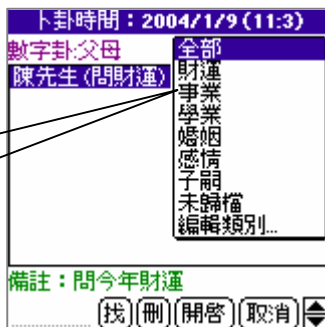 卜卦時間：2004/1/9 (11:3)
數字卦:父母
陳先生(問財運)
全部
財運
事業
學業
婚姻
感情
子嗣
未歸檔
編輯類別...
備註：問今年財運
找 刪 開啓 取消